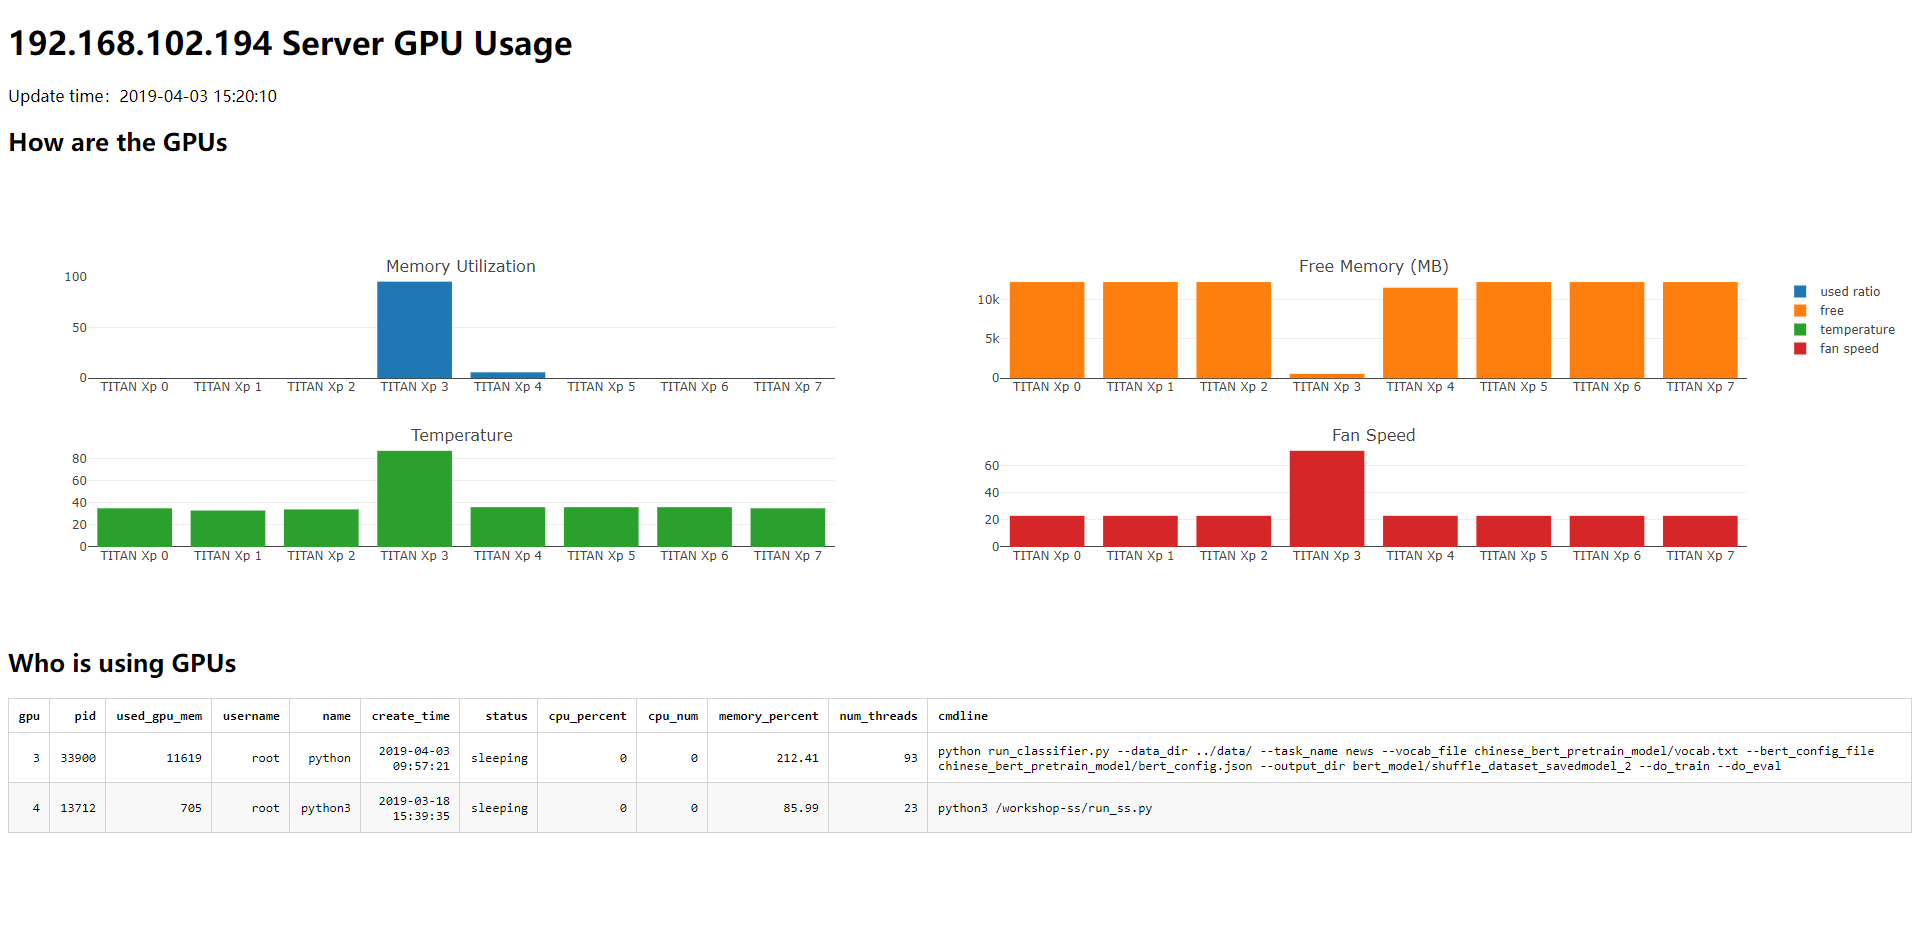 192.168.102.194 Server GPU Usage
Update time：2019-04-03 15:20:10
How are the GPUs
Memory Utilization
100
50
0
TITAN Xp 0 TITAN Xp 1 TITAN Xp 2 TITAN Xp 3 TITAN Xp 4 TITAN Xp 5 TITAN Xp 6 TITAN Xp 7
Free Memory (MB)
10k
5k
0
TITAN Xp 0 TITAN Xp 1 TITAN Xp 2 TITAN Xp 3 TITAN Xp 4 TITAN Xp 5 TITAN Xp 6 TITAN Xp 7
used ratio
free
temperature
fan speed
Temperature
80
60
40
20
0
TITAN Xp 0 TITAN Xp 1 TITAN Xp 2 TITAN Xp 3 TITAN Xp 4 TITAN Xp 5 TITAN Xp 6 TITAN Xp 7
Fan Speed
60
40
20
0
TITAN Xp 0 TITAN Xp 1 TITAN Xp 2 TITAN Xp 3 TITAN Xp 4 TITAN Xp 5 TITAN Xp 6 TITAN Xp 7
Who is using GPUs
gpu pid used_gpu_mem username name create_time status cpu_percent cpu_num memory_percent num_threads cmdline
3 33900 11619 root python 2019-04-03 09:57:21 sleeping 0 0 212.41 93 python run_classifier.py --data_dir ../data/ --task_name news --vocab_file chinese_bert_pretrain_model/vocab.txt --bert_config_file
chinese_bert_pretrain_model/bert_config.json --output_dir bert_model/shuffle_dataset_savedmodel_2 --do_train --do_eval
4 13712 705 root python3 2019-03-18 15:39:35 sleeping 0 0 85.99 23 python3 /workshop-ss/run_ss.py